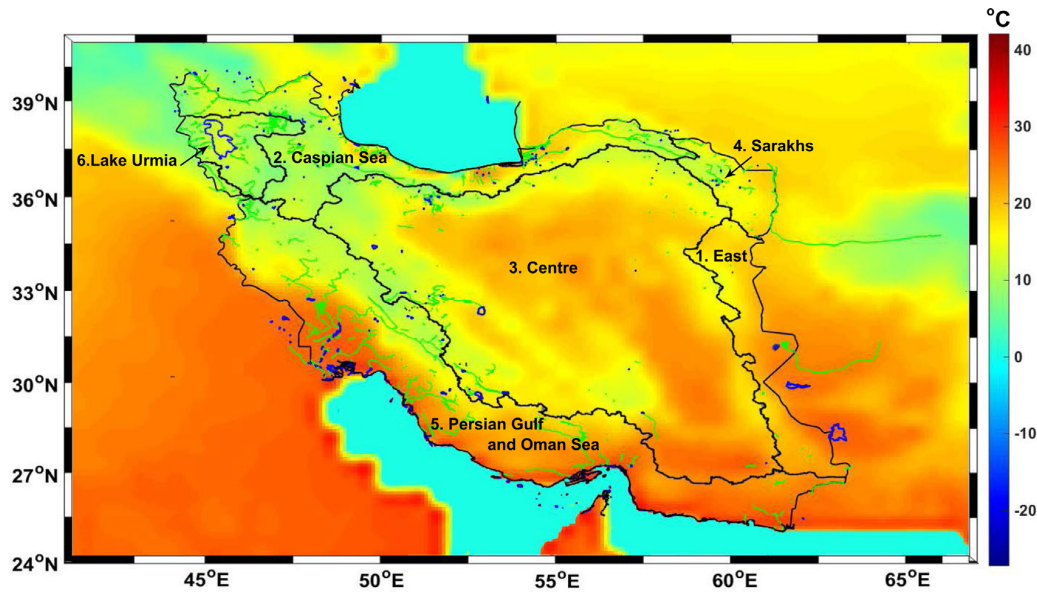 °C
40
30
20
10
0
-10
-20
39°N
36°N
33°N
30°N
27°N
24°N
45°E
50°E
55°E
60°E
65°E
6.Lake Urmia
2. Caspian Sea
4. Sarakhs
1. East
3. Centre
5. Persian Gulf
and Oman Sea